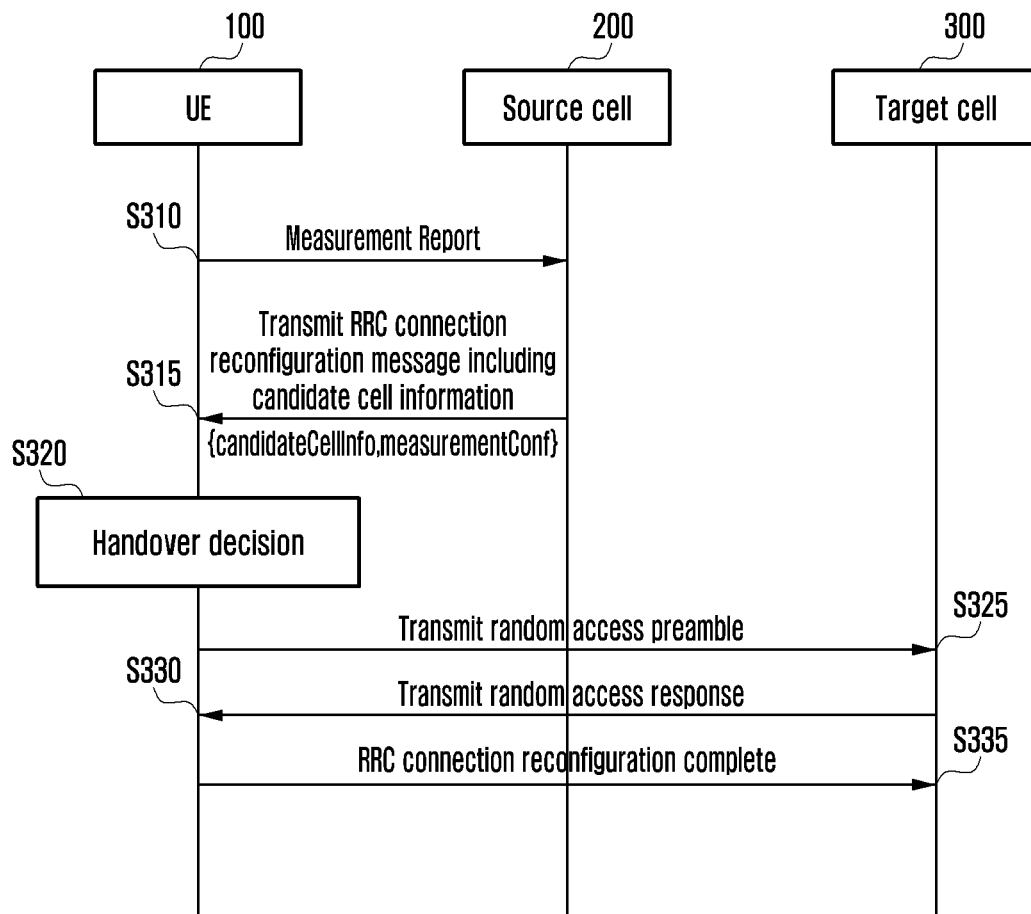 100
200
300
UE
Source cell
Target cell
S310
Measurement Report
Transmit RRC connection
reconfiguration message including
candidate cell information
S315
{candidateCellInfo,measurementConf}
S320
Handover decision
Transmit random access preamble
S325
S330
Transmit random access response
RRC connection reconfiguration complete
S335